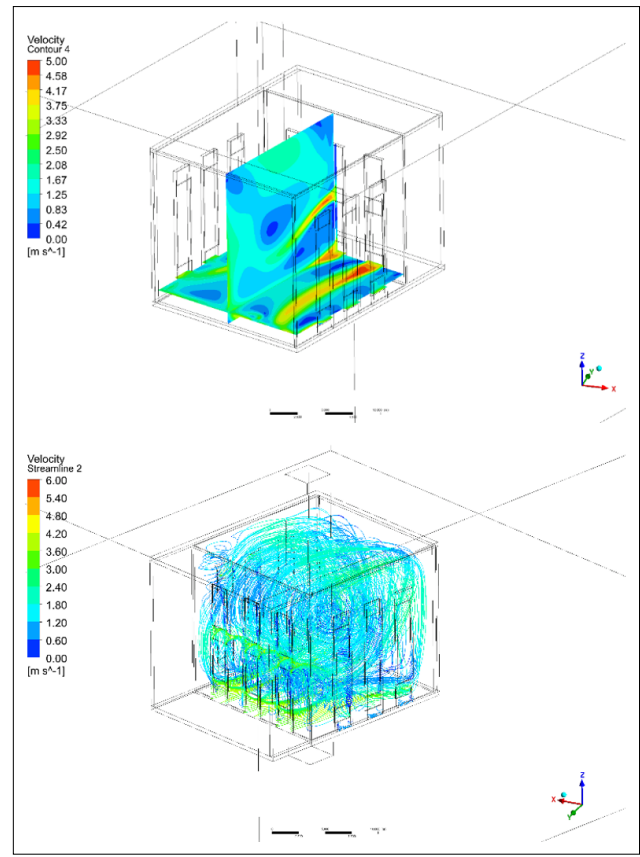 Velocity
Contour 4
5.00
4.58
4.17
3.75
3.33
2.92
2.50
2.08
1.67
1.25
0.83
0.42
0.00
[m s^-1]
Z
Y
X
Velocity
Streamline 2
6.00
5.40
4.80
4.20
3.60
3.00
2.40
1.80
1.20
0.60
0.00
[m s^-1]
Z
X
Y